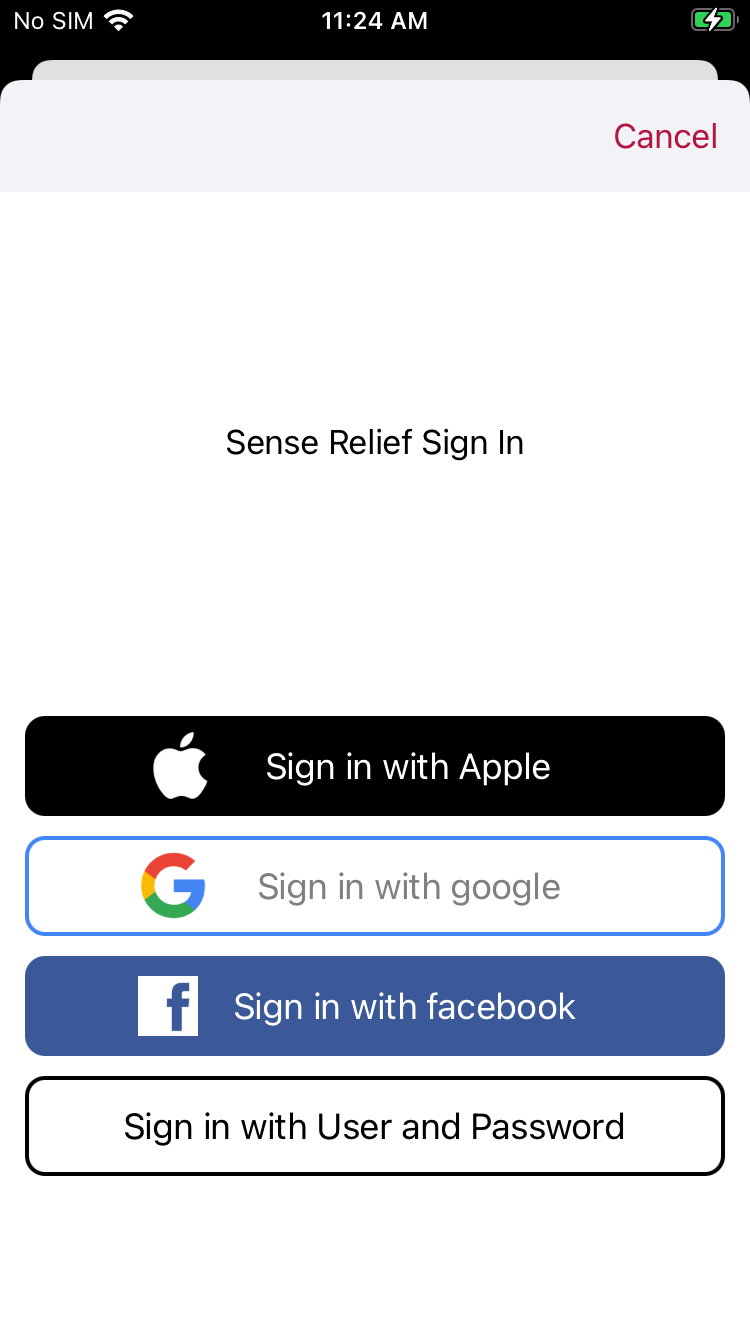 No SIM 11:24 AM
Cancel
Sense Relief Sign In
Sign in with Apple
Sign in with google
Sign in with facebook
Sign in with User and Password